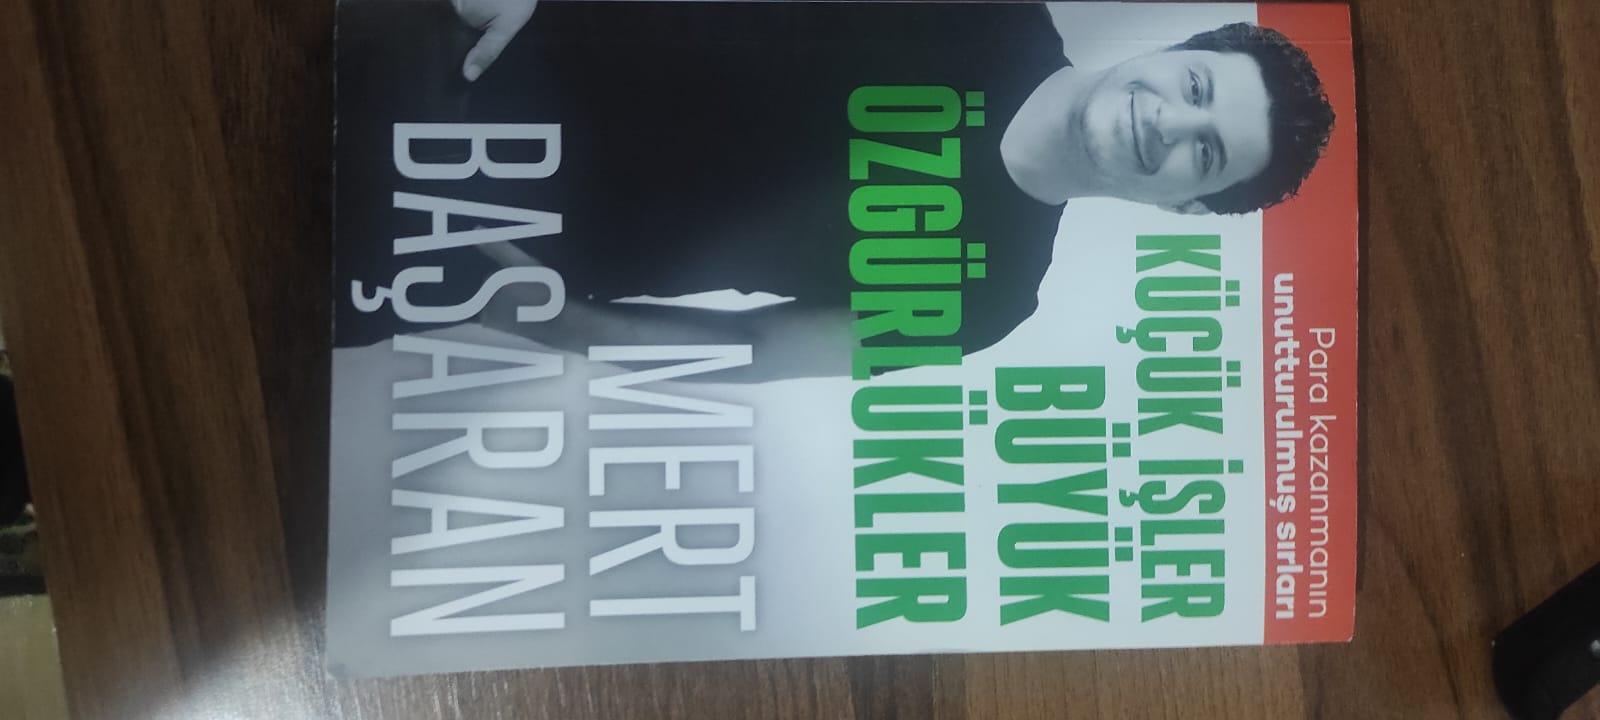 Para kazanmanın
unutturulmuş sırları
KÜÇÜK İŞLER
BÜYÜK
ÖZGÜRLÜKLER
MERT
BAŞARAN